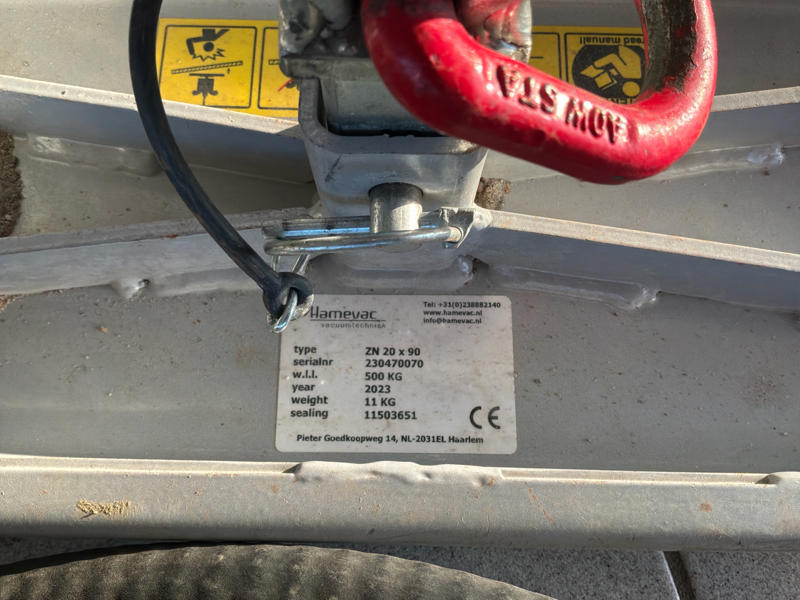 read manual!
Hamevac
vacuumtechniek
Tel: +31(0)238882140
www.hamevac.nl
info@hamevac.nl
type ZN 20 x 90
serialnr 230470070
w.l.l. 500 KG
year 2023
weight 11 KG
sealing 11503651
CE
Pieter Goedkoopweg 14, NL-2031EL Haarlem